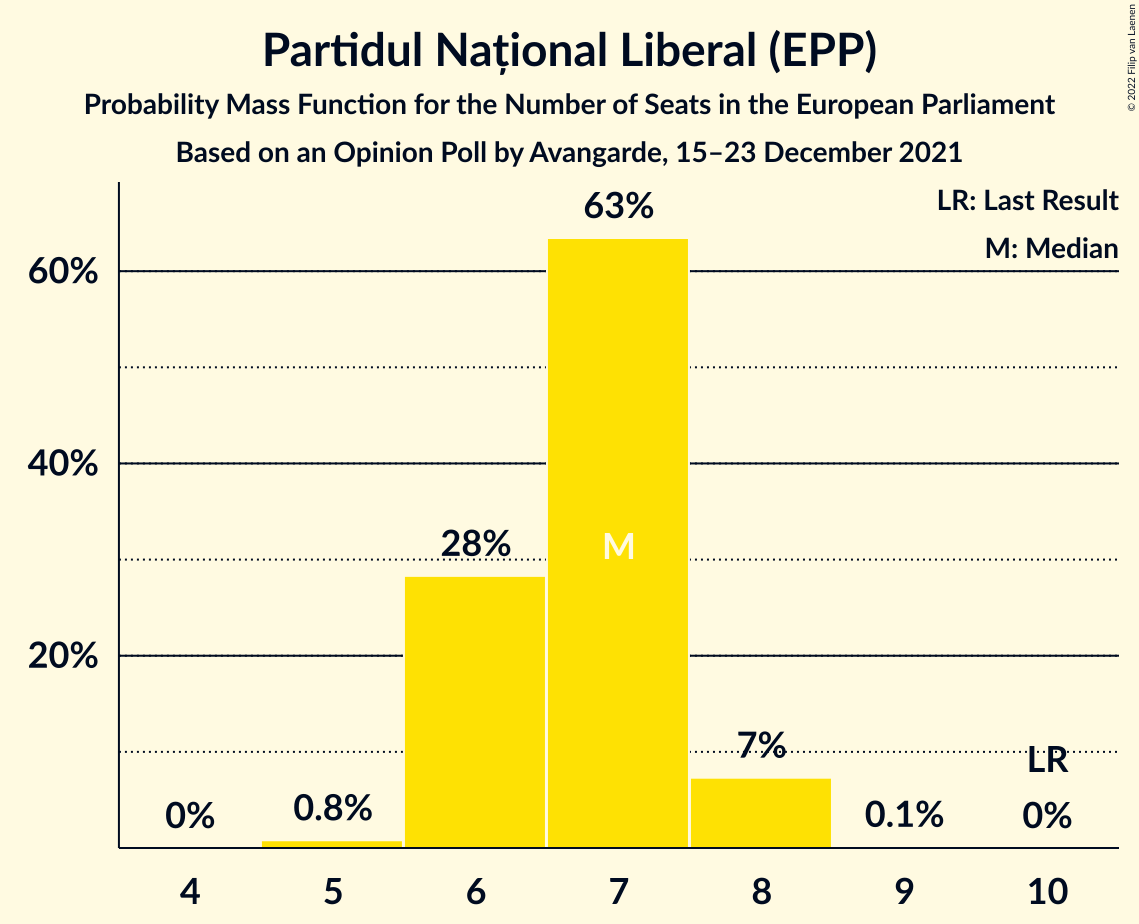 Partidul Național Liberal (EPP)
Probability Mass Function for the Number of Seats in the European Parliament
Based on an Opinion Poll by Avangarde, 15–23 December 2021
© 2022 Filip van Laenen
LR: Last Result
M: Median
63%
60%
40%
28%
M
20%
7%
LR
0%
0.8%
0.1%
0%
4 5 6 7 8 9 10